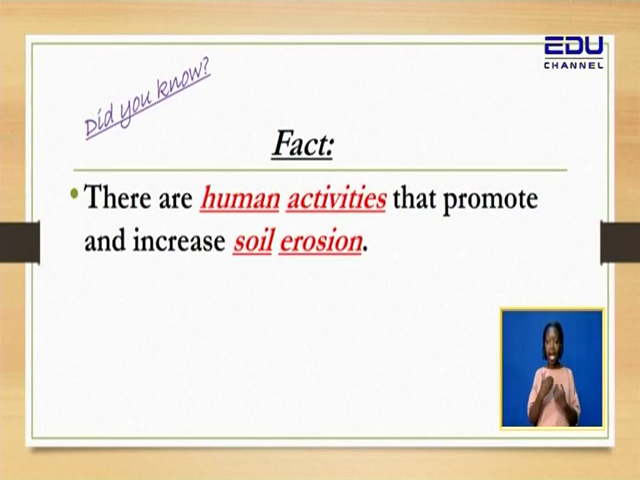 EDU
CHANNEL
Did you know?
Fact:
There are human activities that promote
and increase soil erosion.